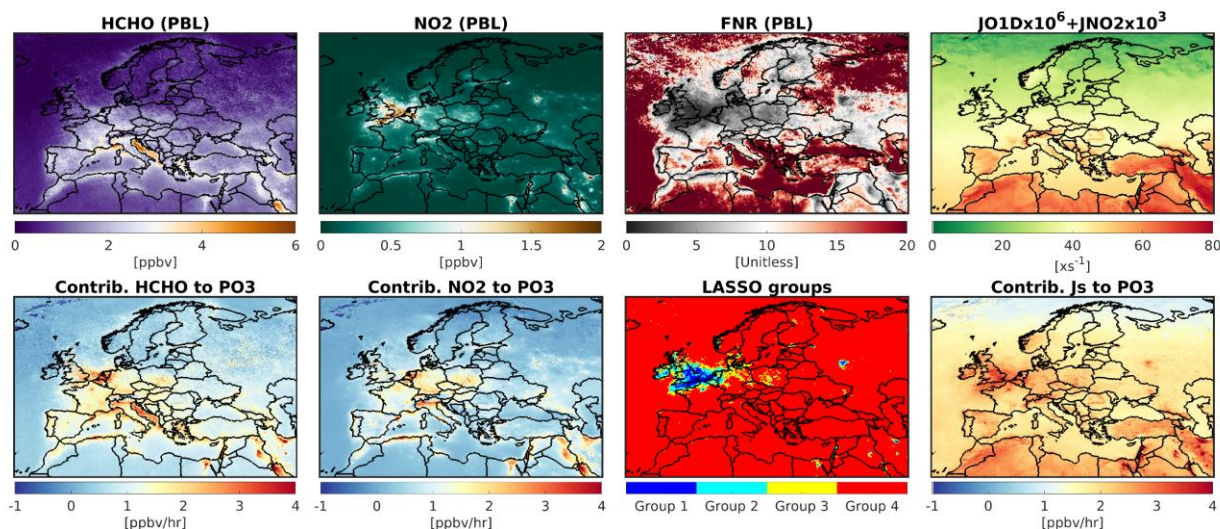 HCHO (PBL) NO2 (PBL) FNR (PBL) JO1Dx10⁶+JNO2x10³
0 2 4 6 0 0.5 1 1.5 2 0 5 10 15 20 0 20 40 60 80
[ppbv] [ppbv] [Unitless] [xs⁻¹]
Contrib. HCHO to PO3 Contrib. NO2 to PO3 LASSO groups Contrib. Js to PO3
-1 0 1 2 3 4 -1 0 1 2 3 4 Group 1 Group 2 Group 3 Group 4 -1 0 1 2 3 4
[ppbv/hr] [ppbv/hr] [ppbv/hr]